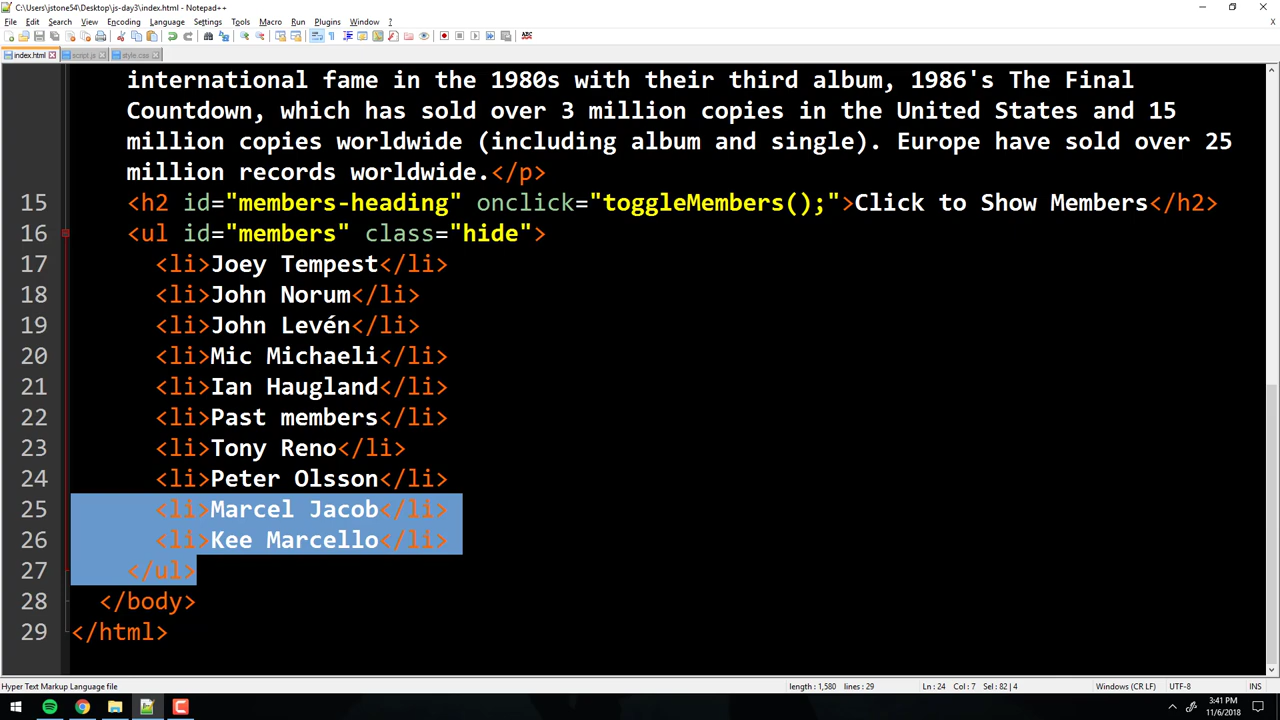 C:\Users\jstone54\Desktop\js-day3\index.html - Notepad++
File Edit Search View Encoding Language Settings Tools Macro Run Plugins Window ?
index.html script.js style.css
international fame in the 1980s with their third album, 1986's The Final
Countdown, which has sold over 3 million copies in the United States and 15
million copies worldwide (including album and single). Europe have sold over 25
million records worldwide.</p>
15 <h2 id="members-heading" onclick="toggleMembers();">Click to Show Members</h2>
16 <ul id="members" class="hide">
17 <li>Joey Tempest</li>
18 <li>John Norum</li>
19 <li>John Levén</li>
20 <li>Mic Michaeli</li>
21 <li>Ian Haugland</li>
22 <li>Past members</li>
23 <li>Tony Reno</li>
24 <li>Peter Olsson</li>
25 <li>Marcel Jacob</li>
26 <li>Kee Marcello</li>
27 </ul>
28 </body>
29 </html>
Hyper Text Markup Language file length : 1,580 lines : 29 Ln : 24 Col : 7 Sel : 82 | 4 Windows (CR LF) UTF-8 INS
3:41 PM
11/6/2018